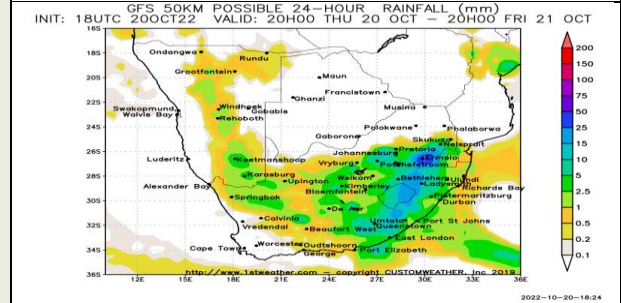 GFS 50KM POSSIBLE 24-HOUR RAINFALL (mm)
INIT: 18UTC 20OCT22 VALID: 20H00 THU 20 OCT - 20H00 FRI 21 OCT
16S
18S
20S
22S
24S
26S
28S
30S
32S
34S
36S
Ondangwa
Rundu
Grootfontein
Maun
Francistown
Ghanzi
Musina
Windhoek
Gobabis
Swakopmund
Walvis Bay
Rehoboth
Polokwane
Phalaborwa
Gaborone
Skukuza
Nelspruit
Johannesburg
Pretoria
Luderitz
Keetmanshoop
Vryburg
Potchefstroom
Ermelo
Karasburg
Upington
Welkom
Bethlehem
Ulundi
Alexander Bay
Kimberley
Ladysmith
Richards Bay
Bloemfontein
Springbok
Pietermaritzburg
Durban
De Aar
Calvinia
Umtata
Port St Johns
Vredendal
Beaufort West
Queenstown
East London
Cape Town
Worcester
Oudtshoorn
George
Port Elizabeth
http://www.1stweather.com - copyright CUSTOMWEATHER, Inc 2019
12E 15E 18E 21E 24E 27E 30E 33E 36E
200
150
100
75
50
25
20
15
10
5
2.5
1
0.5
0.2
0.1
2022-10-20-18:24